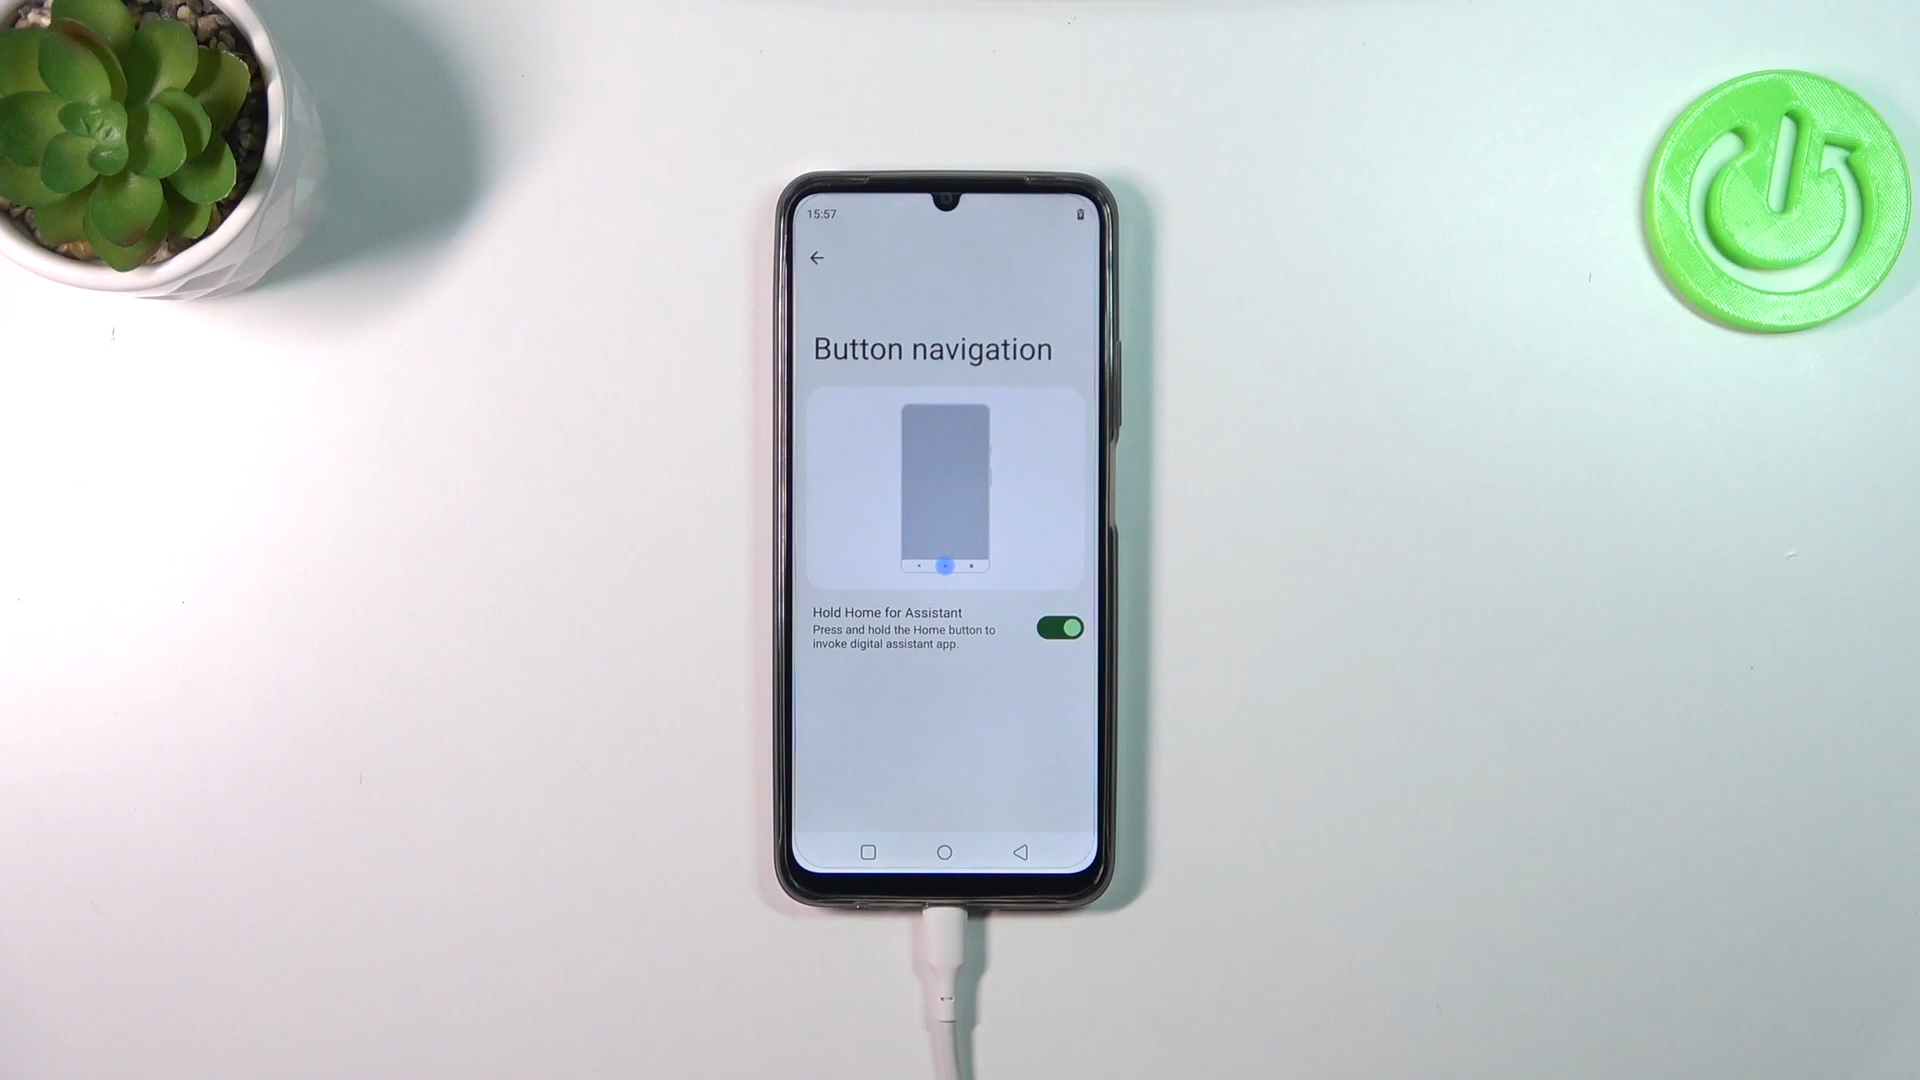 15:57
Button navigation
Hold Home for Assistant
Press and hold the Home button to
invoke digital assistant app.